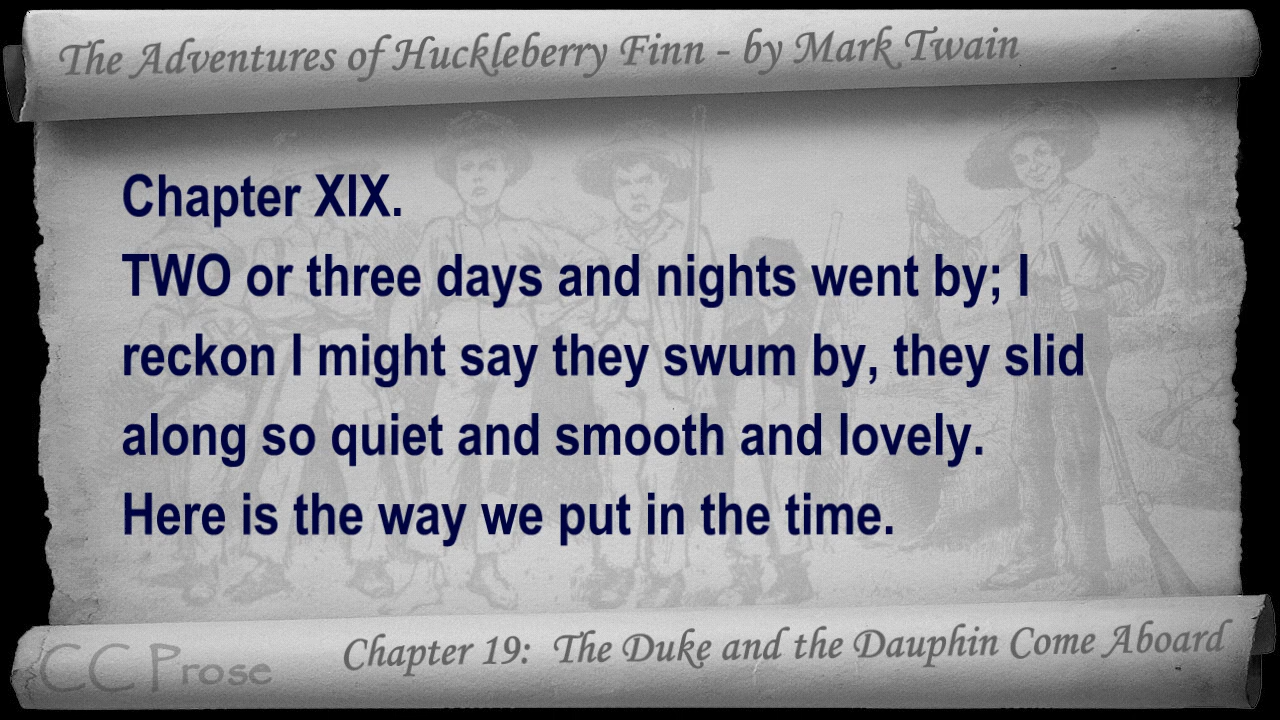 The Adventures of Huckleberry Finn - by Mark Twain
Chapter XIX.
TWO or three days and nights went by; I
reckon I might say they swum by, they slid
along so quiet and smooth and lovely.
Here is the way we put in the time.
CC Prose
Chapter 19: The Duke and the Dauphin Come Aboard